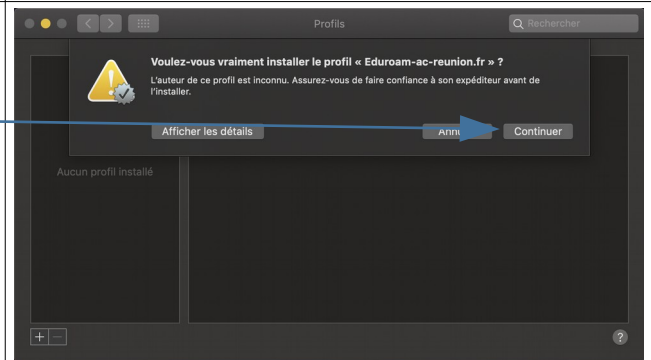 Profils
Rechercher
Voulez-vous vraiment installer le profil « Eduroam-ac-reunion.fr » ?
L'auteur de ce profil est inconnu. Assurez-vous de faire confiance à son expéditeur avant de
l'installer.
Afficher les détails
Continuer
Aucun profil installé
+ −
?